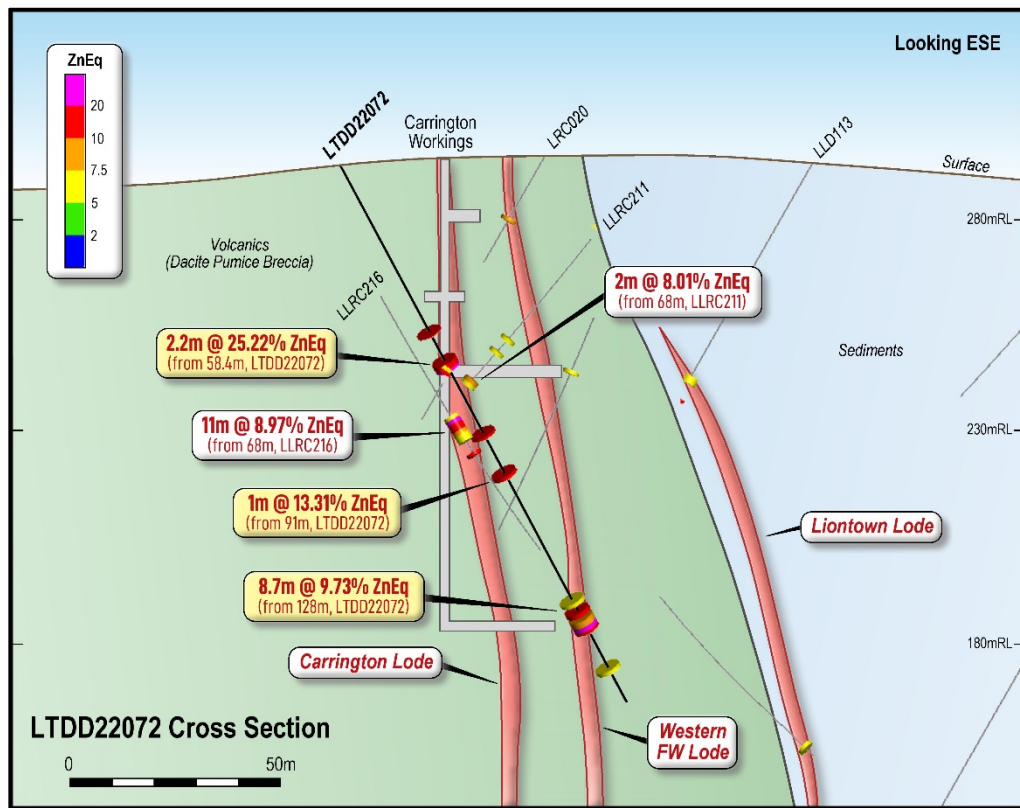 Looking ESE
ZnEq
20
10
7.5
5
2
LTDD22072
Carrington
Workings
LRC020
LLD113
Surface
LLRC211
280mRL
Volcanics
(Dacite Pumice Breccia)
LLRC216
2m @ 8.01% ZnEq
(from 68m, LLRC211)
2.2m @ 25.22% ZnEq
(from 58.4m, LTDD22072)
Sediments
11m @ 8.97% ZnEq
(from 68m, LLRC216)
230mRL
1m @ 13.31% ZnEq
(from 91m, LTDD22072)
Liontown Lode
8.7m @ 9.73% ZnEq
(from 128m, LTDD22072)
180mRL
Carrington Lode
LTDD22072 Cross Section
Western
FW Lode
0
50m